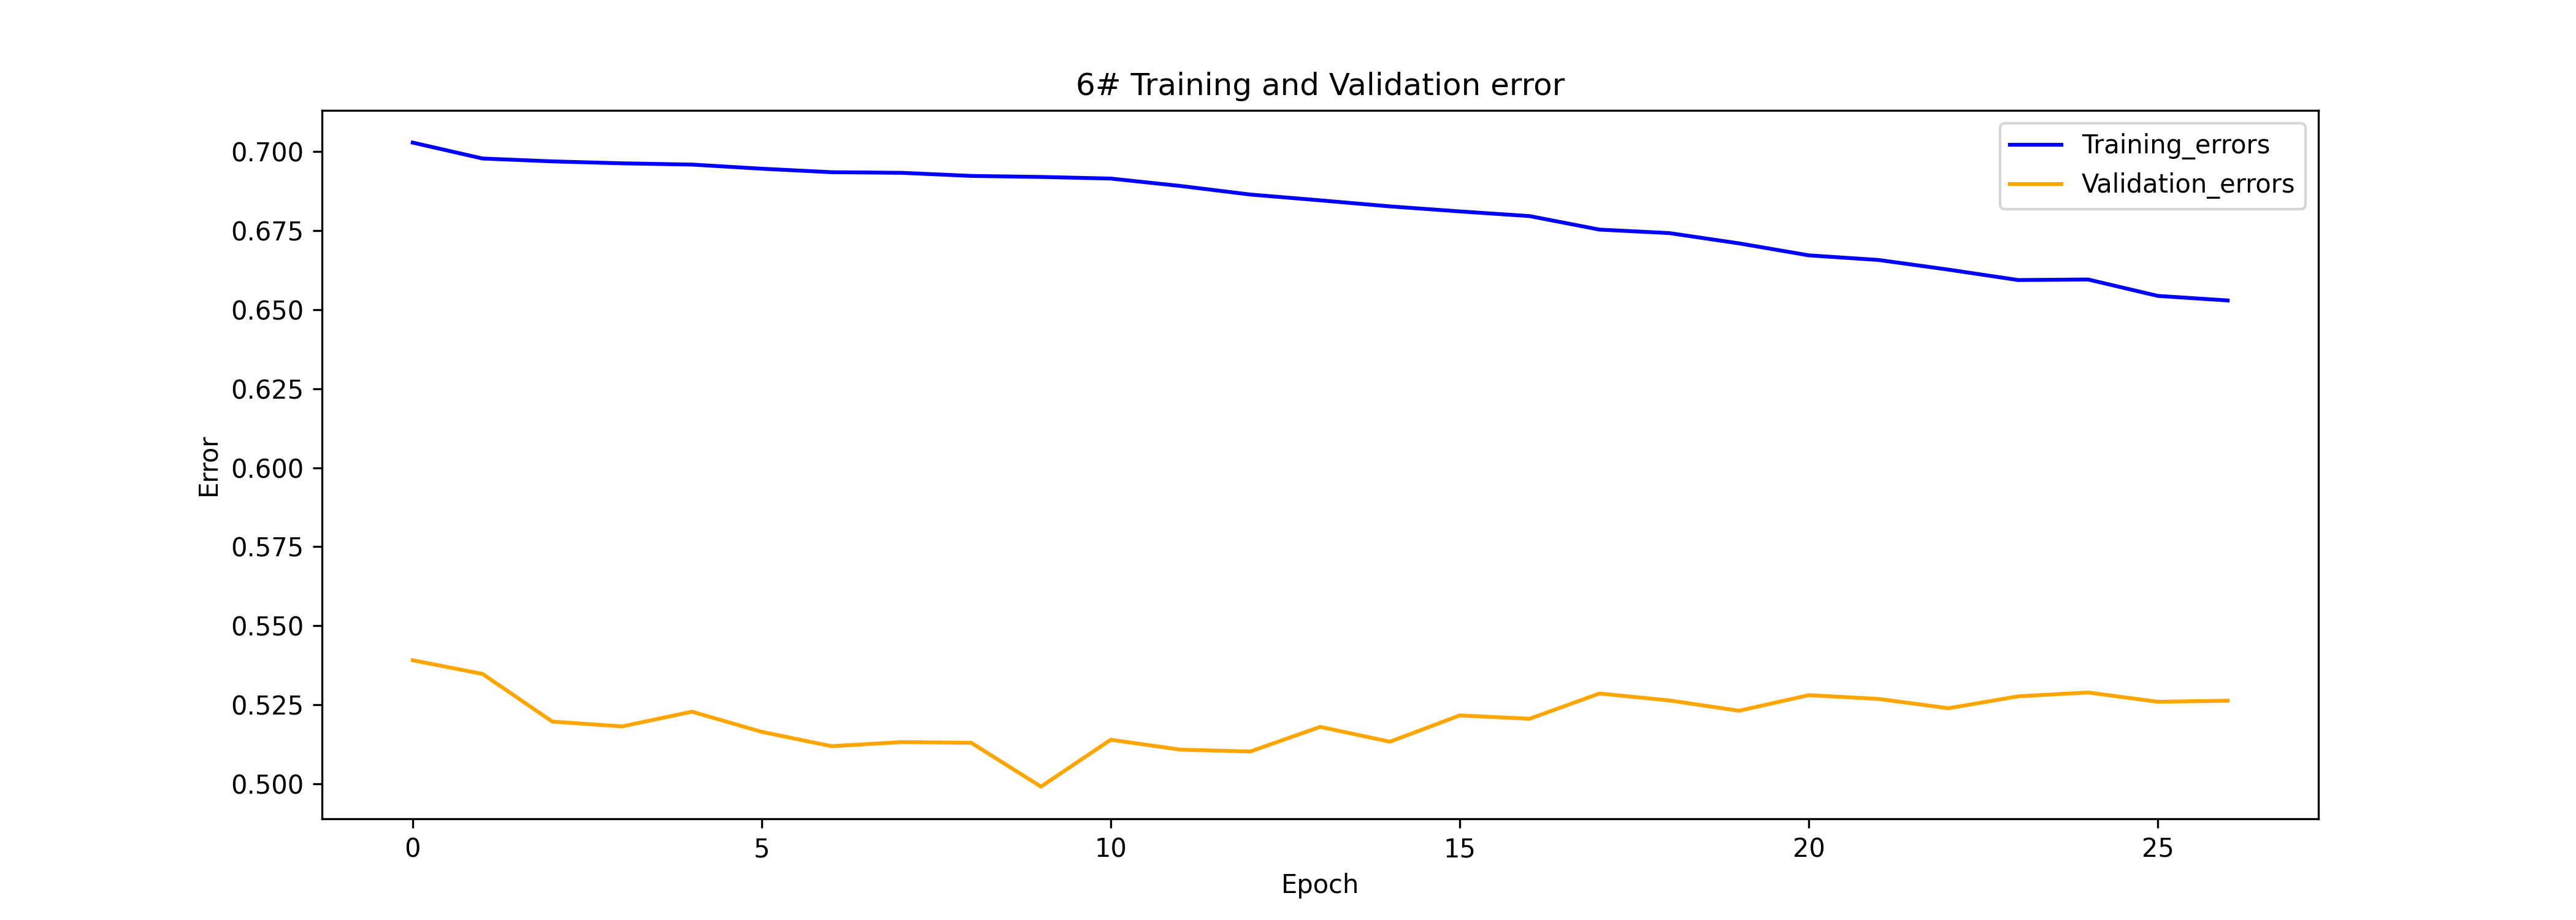 6# Training and Validation error
Training_errors
Validation_errors
0.700
0.675
0.650
0.625
0.600
0.575
0.550
0.525
0.500
Error
0 5 10 15 20 25
Epoch